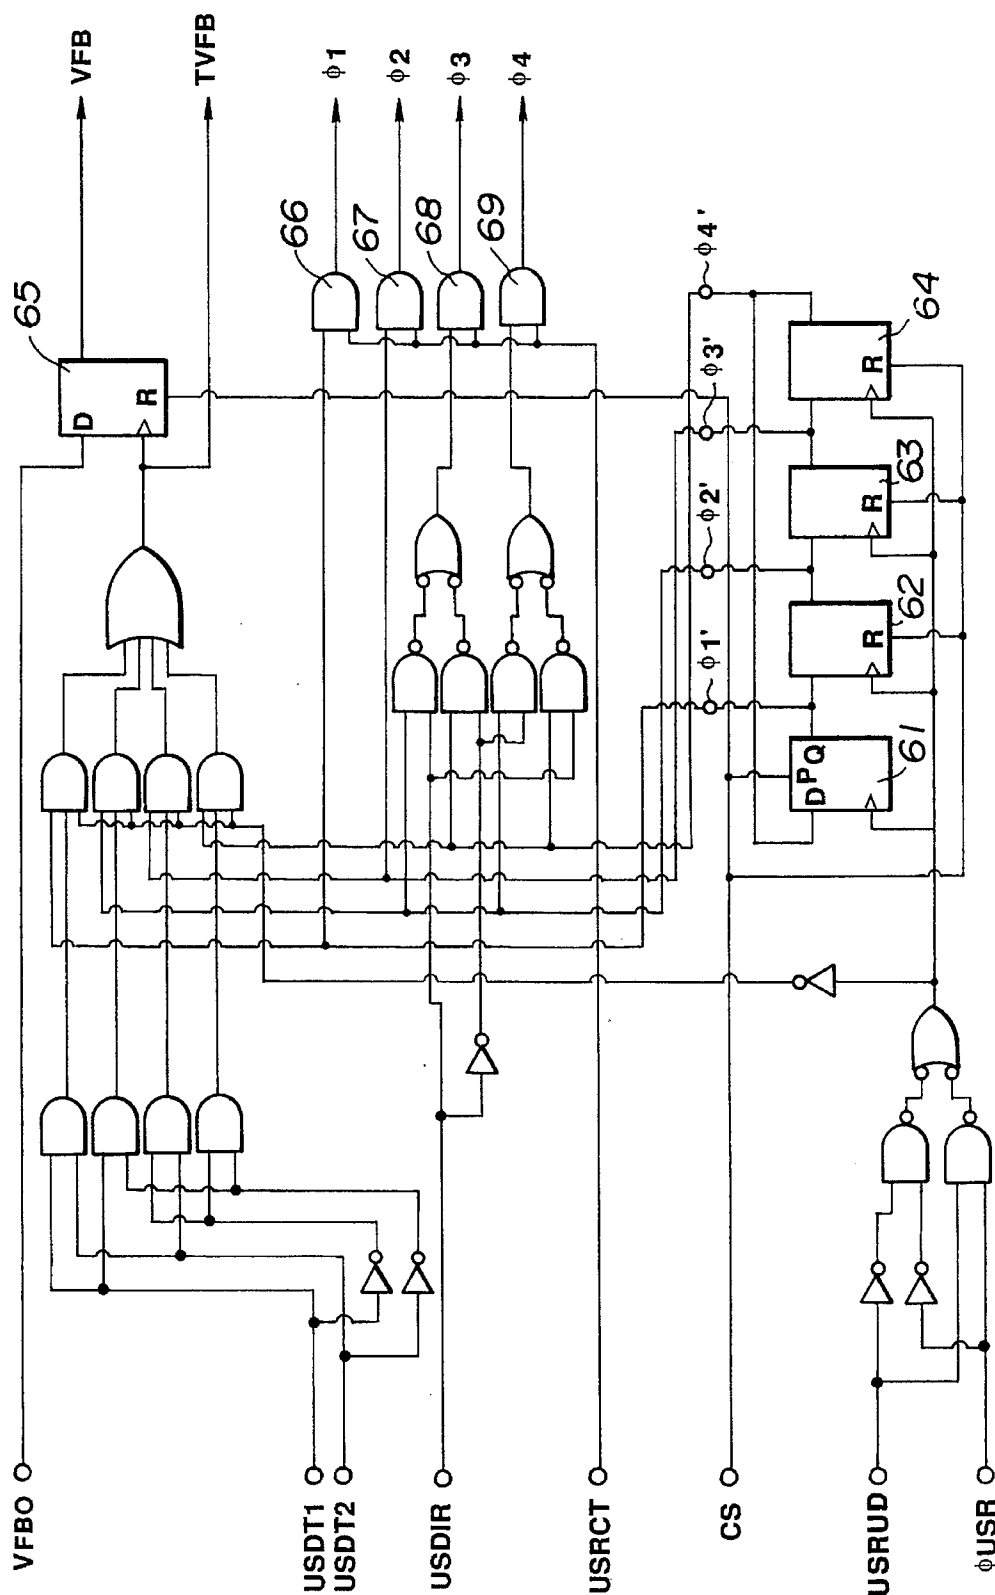 VFB
TVFB
φ1
φ2
φ3
φ4
65
D
R
66
67
68
69
φ4'
φ3'
φ2'
φ1'
64
R
63
R
62
R
61
D
P
Q
VFBO
USDT1
USDT2
USDIR
USRCT
CS
USRUD
φUSR